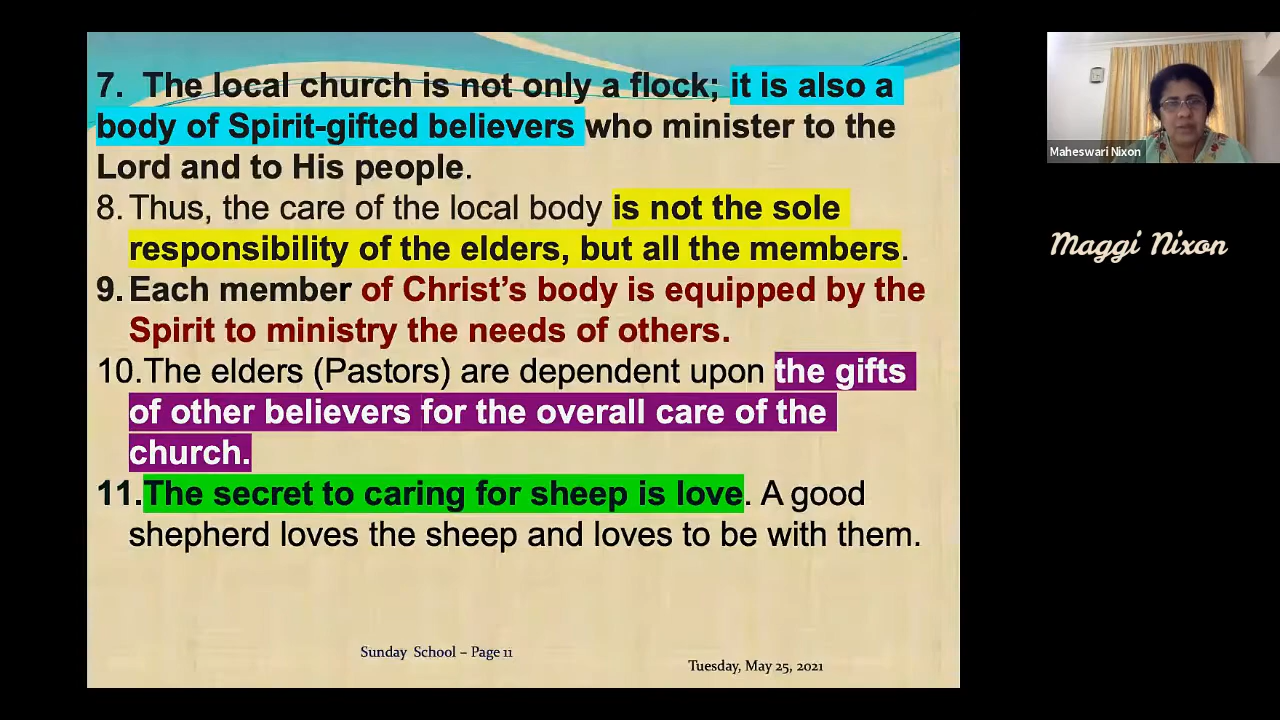 7. The local church is not only a flock; it is also a
body of Spirit-gifted believers who minister to the
Lord and to His people.
8. Thus, the care of the local body is not the sole
responsibility of the elders, but all the members.
9. Each member of Christ's body is equipped by the
Spirit to ministry the needs of others.
10.The elders (Pastors) are dependent upon the gifts
of other believers for the overall care of the
church.
11.The secret to caring for sheep is love. A good
shepherd loves the sheep and loves to be with them.
Sunday School – Page 11
Tuesday, May 25, 2021
Maheswari Nixon
Maggi Nixon